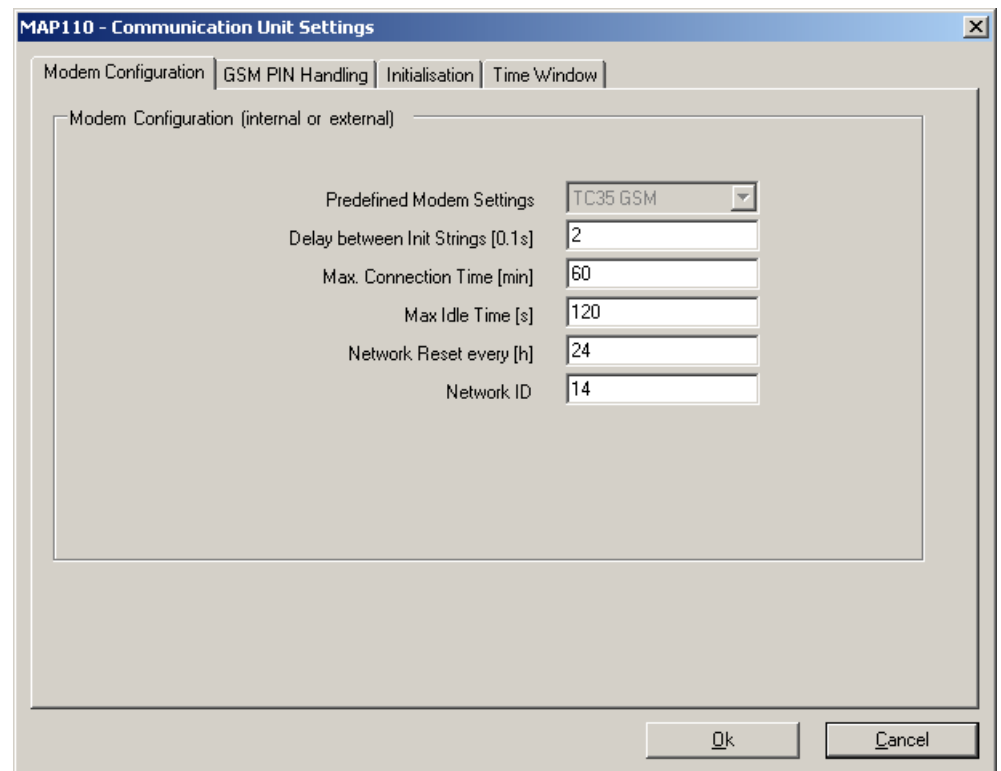 MAP110 - Communication Unit Settings
Modem Configuration GSM PIN Handling Initialisation Time Window
Modem Configuration (internal or external)
Predefined Modem Settings TC35 GSM
Delay between Init Strings [0.1s] 2
Max. Connection Time [min] 60
Max Idle Time [s] 120
Network Reset every [h] 24
Network ID 14
Ok Cancel